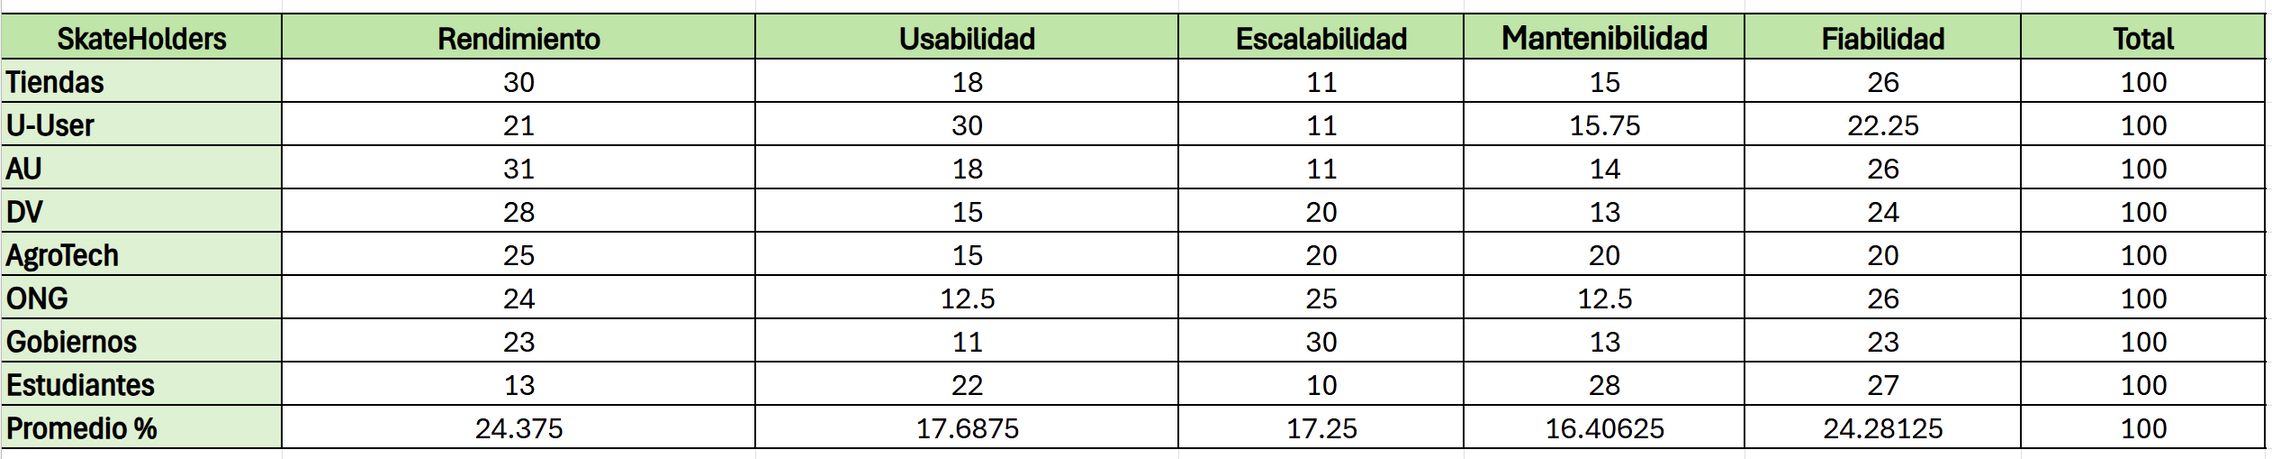 SkateHolders Rendimiento Usabilidad Escalabilidad Mantenibilidad Fiabilidad Total
Tiendas 30 18 11 15 26 100
U-User 21 30 11 15.75 22.25 100
AU 31 18 11 14 26 100
DV 28 15 20 13 24 100
AgroTech 25 15 20 20 20 100
ONG 24 12.5 25 12.5 26 100
Gobiernos 23 11 30 13 23 100
Estudiantes 13 22 10 28 27 100
Promedio % 24.375 17.6875 17.25 16.40625 24.28125 100